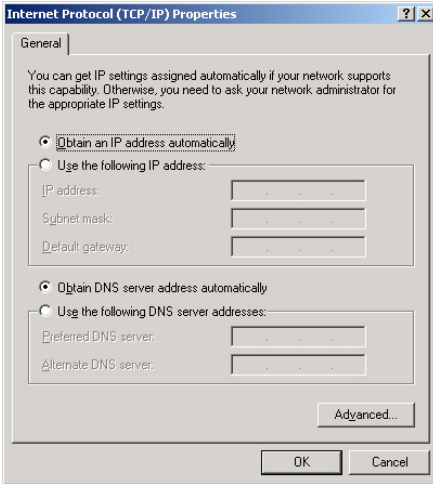 Internet Protocol (TCP/IP) Properties
General
You can get IP settings assigned automatically if your network supports
this capability. Otherwise, you need to ask your network administrator for
the appropriate IP settings.
Obtain an IP address automatically
Use the following IP address:
IP address:
Subnet mask:
Default gateway:
Obtain DNS server address automatically
Use the following DNS server addresses:
Preferred DNS server:
Alternate DNS server:
Advanced...
OK Cancel